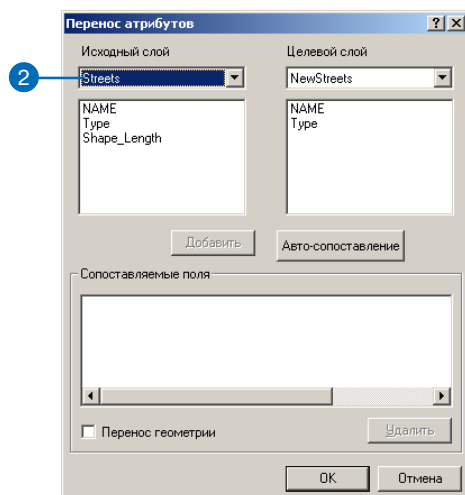 Перенос атрибутов
Исходный слой
Целевой слой
2
Streets
NewStreets
NAME
Type
Shape_Length
NAME
Type
Добавить
Авто-сопоставление
Сопоставляемые поля
Перенос геометрии
Удалить
OK
Отмена